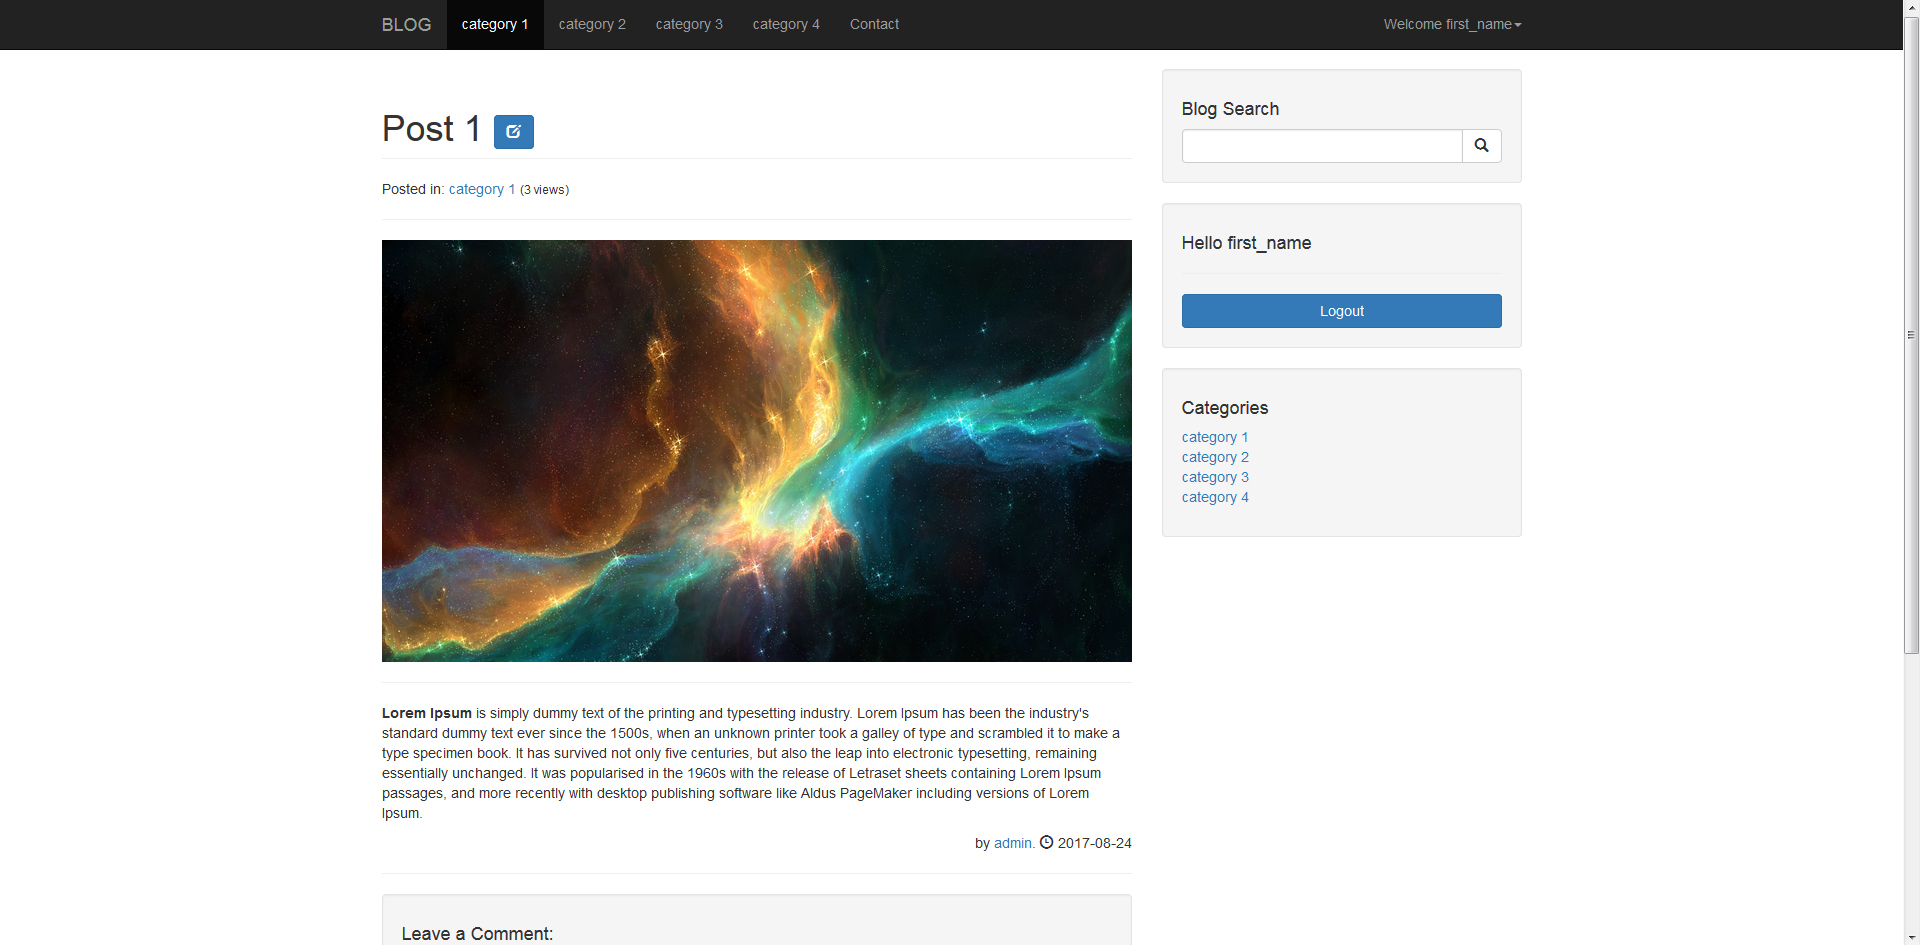 BLOG category 1 category 2 category 3 category 4 Contact Welcome first_name
Post 1
Posted in: category 1 (3 views)
Lorem Ipsum is simply dummy text of the printing and typesetting industry. Lorem Ipsum has been the industry's
standard dummy text ever since the 1500s, when an unknown printer took a galley of type and scrambled it to make a
type specimen book. It has survived not only five centuries, but also the leap into electronic typesetting, remaining
essentially unchanged. It was popularised in the 1960s with the release of Letraset sheets containing Lorem Ipsum
passages, and more recently with desktop publishing software like Aldus PageMaker including versions of Lorem
Ipsum.
by admin. 2017-08-24
Leave a Comment:
Blog Search
Hello first_name
Logout
Categories
category 1
category 2
category 3
category 4